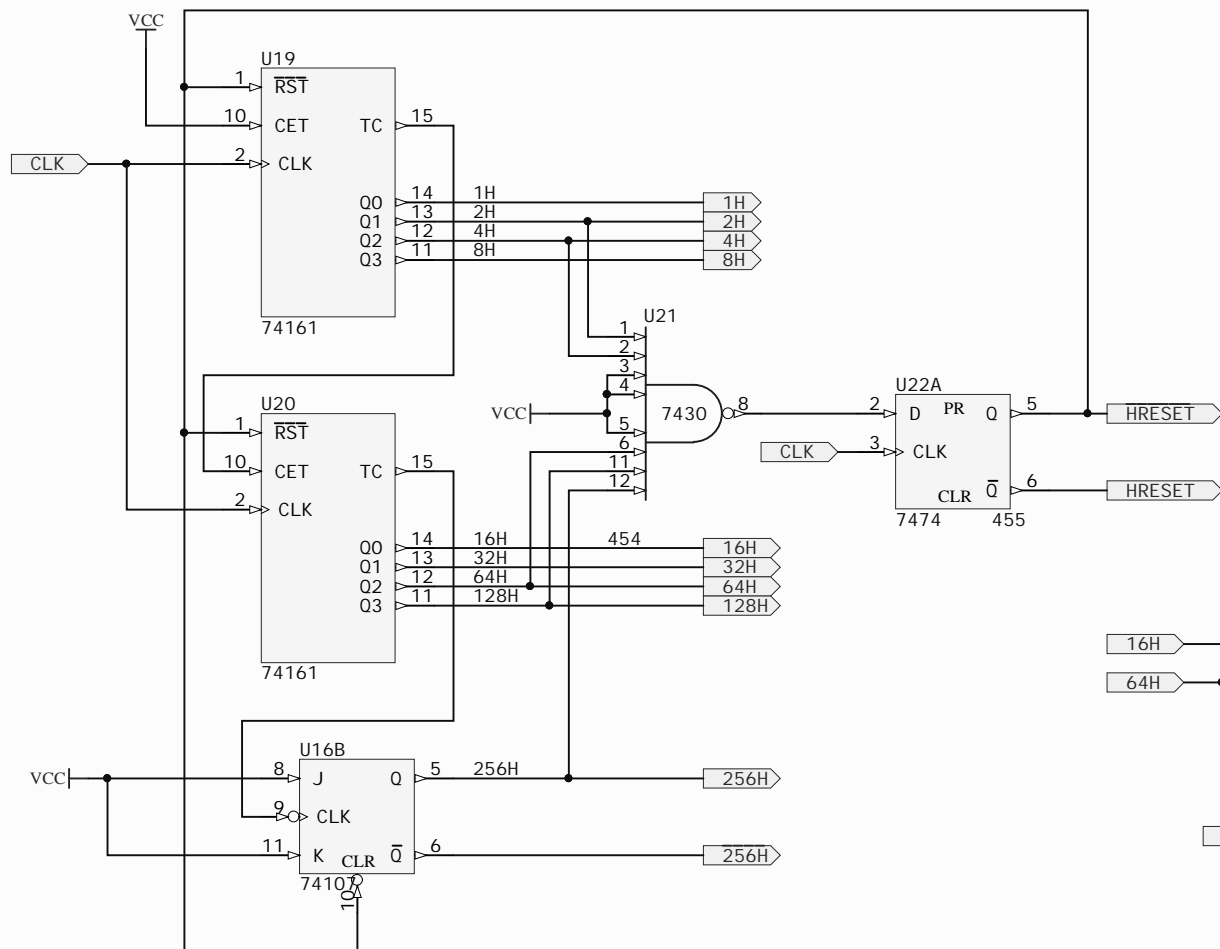 VCC
U19
1 RST
10 CET TC 15
CLK 2 CLK
Q0 14 1H 1H
Q1 13 2H 2H
Q2 12 4H 4H
Q3 11 8H 8H
74161
U21
1
2
3
4
VCC 7430 8
5
6
11
12
U22A
2 D PR Q 5 HRESET
CLK 3 CLK
CLR Q 6 HRESET
7474 455
U20
1 RST
10 CET TC 15
2 CLK
Q0 14 16H 454 16H
Q1 13 32H 32H
Q2 12 64H 64H
Q3 11 128H 128H
74161
16H
64H
U16B
VCC 8 J Q 5 256H 256H
9 CLK
11 K CLR Q 6 256H
74107
10